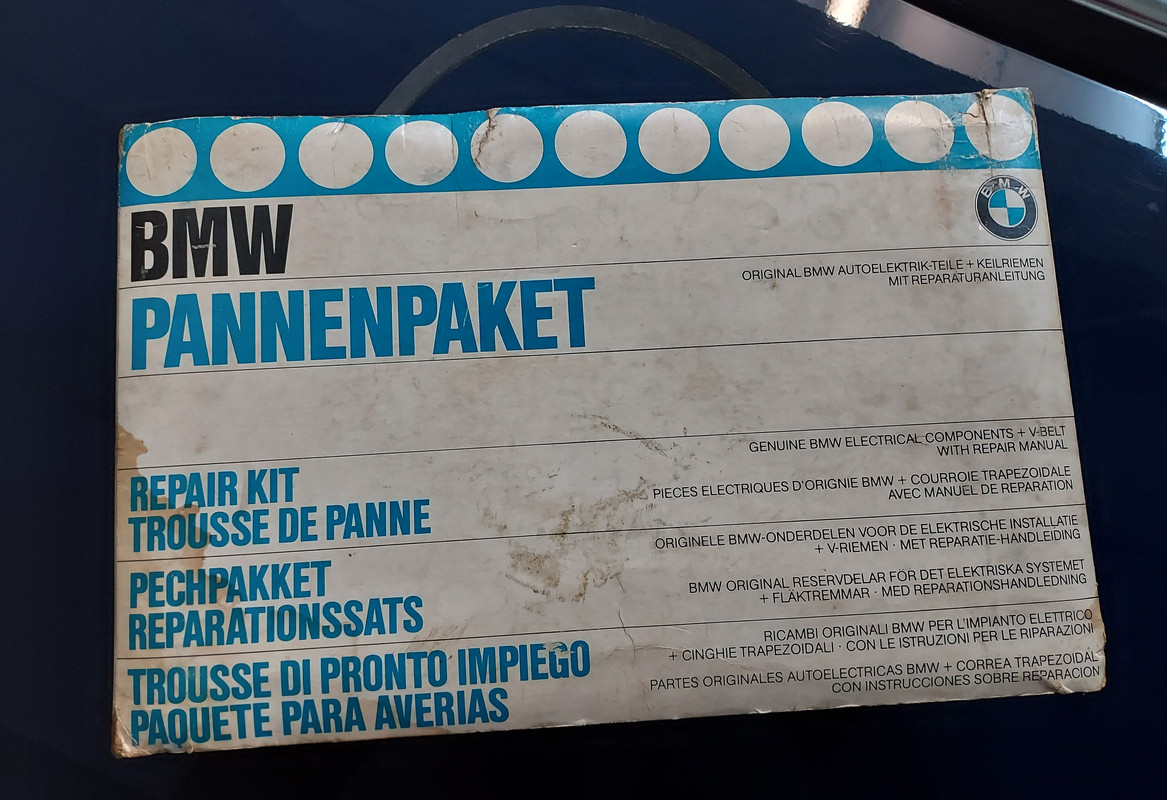 BMW
BMW
PANNENPAKET
ORIGINAL BMW AUTOELEKTRIK-TEILE + KEILRIEMEN
MIT REPARATURANLEITUNG
GENUINE BMW ELECTRICAL COMPONENTS + V-BELT
WITH REPAIR MANUAL
REPAIR KIT
TROUSSE DE PANNE
PIECES ELECTRIQUES D'ORIGNIE BMW + COURROIE TRAPEZOIDALE
AVEC MANUEL DE REPARATION
ORIGINELE BMW-ONDERDELEN VOOR DE ELEKTRISCHE INSTALLATIE
+ V-RIEMEN · MET REPARATIE-HANDLEIDING
PECHPAKKET
REPARATIONSSATS
BMW ORIGINAL RESERVDELAR FÖR DET ELEKTRISKA SYSTEMET
+ FLÄKTREMMAR · MED REPARATIONSHANDLEDNING
RICAMBI ORIGINALI BMW PER L'IMPIANTO ELETTRICO
+ CINGHIE TRAPEZOIDALI · CON LE ISTRUZIONI PER LE RIPARAZIONI
TROUSSE DI PRONTO IMPIEGO
PAQUETE PARA AVERIAS
PARTES ORIGINALES AUTOELECTRICAS BMW + CORREA TRAPEZOIDAL
CON INSTRUCCIONES SOBRE REPARACION